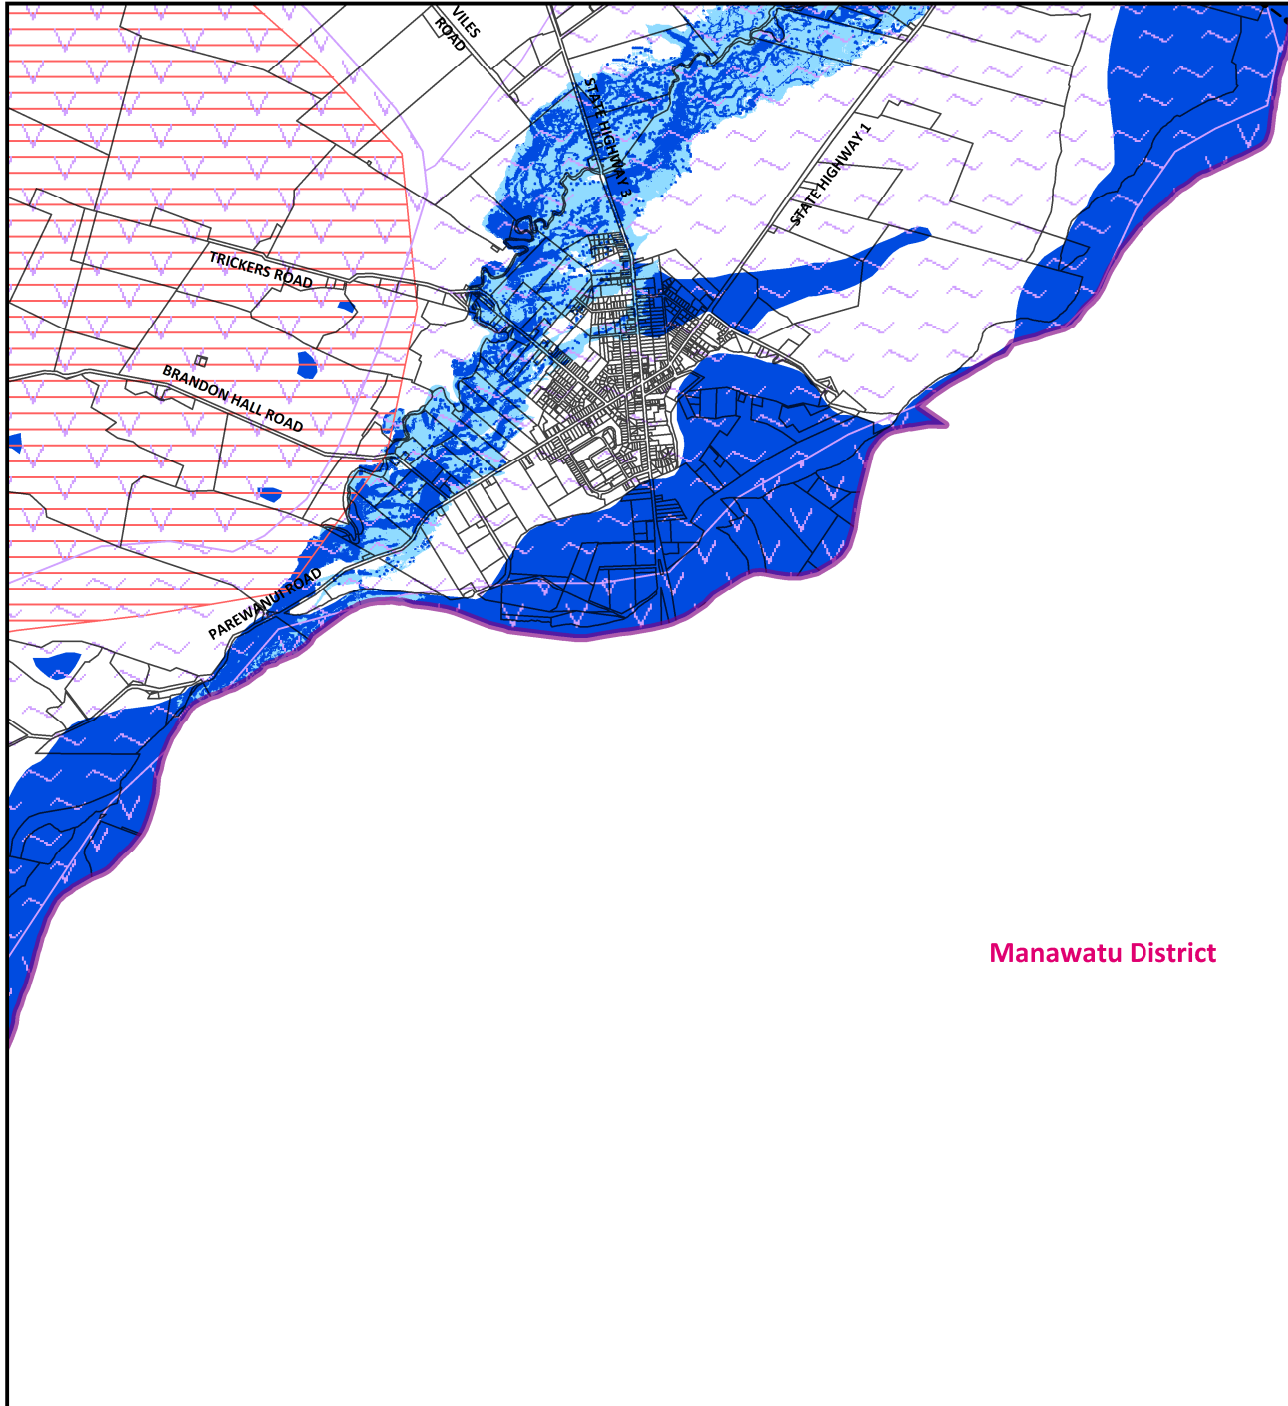 VILES
ROAD
STATE HIGHWAY 3
STATE HIGHWAY 1
TRICKERS ROAD
BRANDON HALL ROAD
PAREWANUI ROAD
Manawatu District